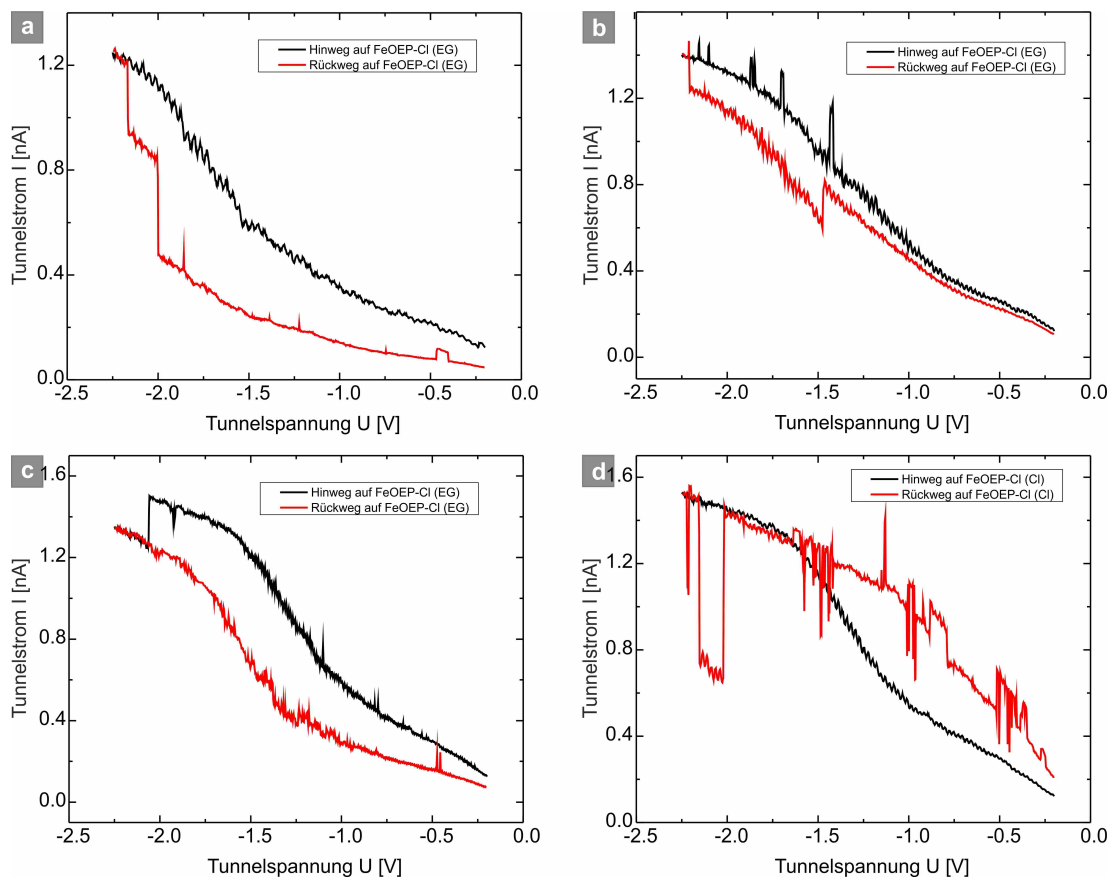 a
Hinweg auf FeOEP-Cl (EG)
Rückweg auf FeOEP-Cl (EG)
Tunnelstrom I [nA]
1.2
0.8
0.4
0.0
-2.5 -2.0 -1.5 -1.0 -0.5 0.0
Tunnelspannung U [V]
b
Hinweg auf FeOEP-Cl (EG)
Rückweg auf FeOEP-Cl (EG)
Tunnelstrom I [nA]
1.6
1.2
0.8
0.4
0.0
-2.5 -2.0 -1.5 -1.0 -0.5 0.0
Tunnelspannung U [V]
c
Hinweg auf FeOEP-Cl (EG)
Rückweg auf FeOEP-Cl (EG)
Tunnelstrom I [nA]
1.6
1.2
0.8
0.4
0.0
-2.5 -2.0 -1.5 -1.0 -0.5 0.0
Tunnelspannung U [V]
d
Hinweg auf FeOEP-Cl (Cl)
Rückweg auf FeOEP-Cl (Cl)
Tunnelstrom I [nA]
1.6
1.2
0.8
0.4
0.0
-2.5 -2.0 -1.5 -1.0 -0.5 0.0
Tunnelspannung U [V]